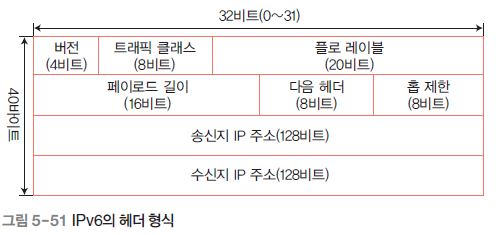 32비트(0~31)
버전 트래픽 클래스 플로 레이블
(4비트) (8비트) (20비트)
40바이트
페이로드 길이 다음 헤더 홉 제한
(16비트) (8비트) (8비트)
송신지 IP 주소(128비트)
수신지 IP 주소(128비트)
그림 5-51 IPv6의 헤더 형식